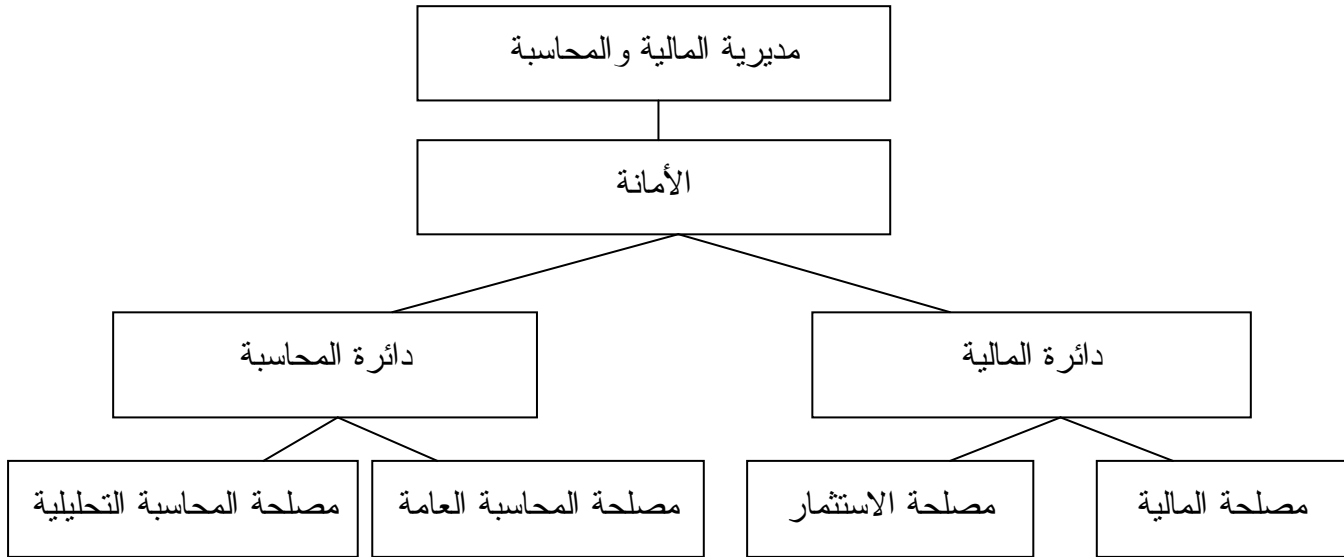 مديرية المالية والمحاسبة
الأمانة
دائرة المالية
دائرة المحاسبة
مصلحة المالية
مصلحة الاستثمار
مصلحة المحاسبة العامة
مصلحة المحاسبة التحليلية